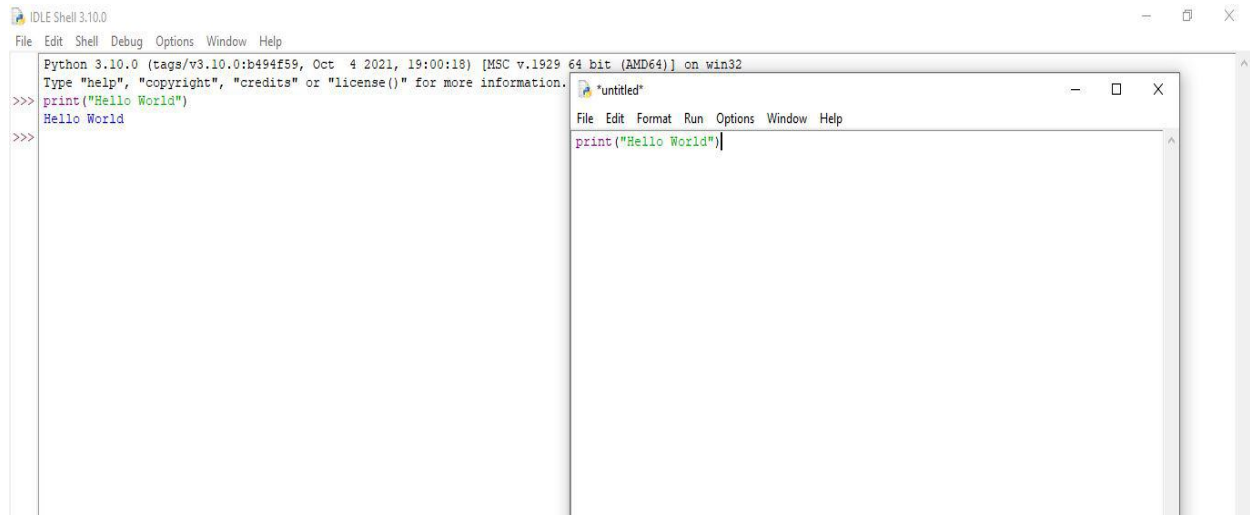 IDLE Shell 3.10.0
File Edit Shell Debug Options Window Help
Python 3.10.0 (tags/v3.10.0:b494f59, Oct  4 2021, 19:00:18) [MSC v.1929 64 bit (AMD64)] on win32
Type "help", "copyright", "credits" or "license()" for more information.
>>> print("Hello World")
Hello World
>>>
*untitled*
File Edit Format Run Options Window Help
print("Hello World")